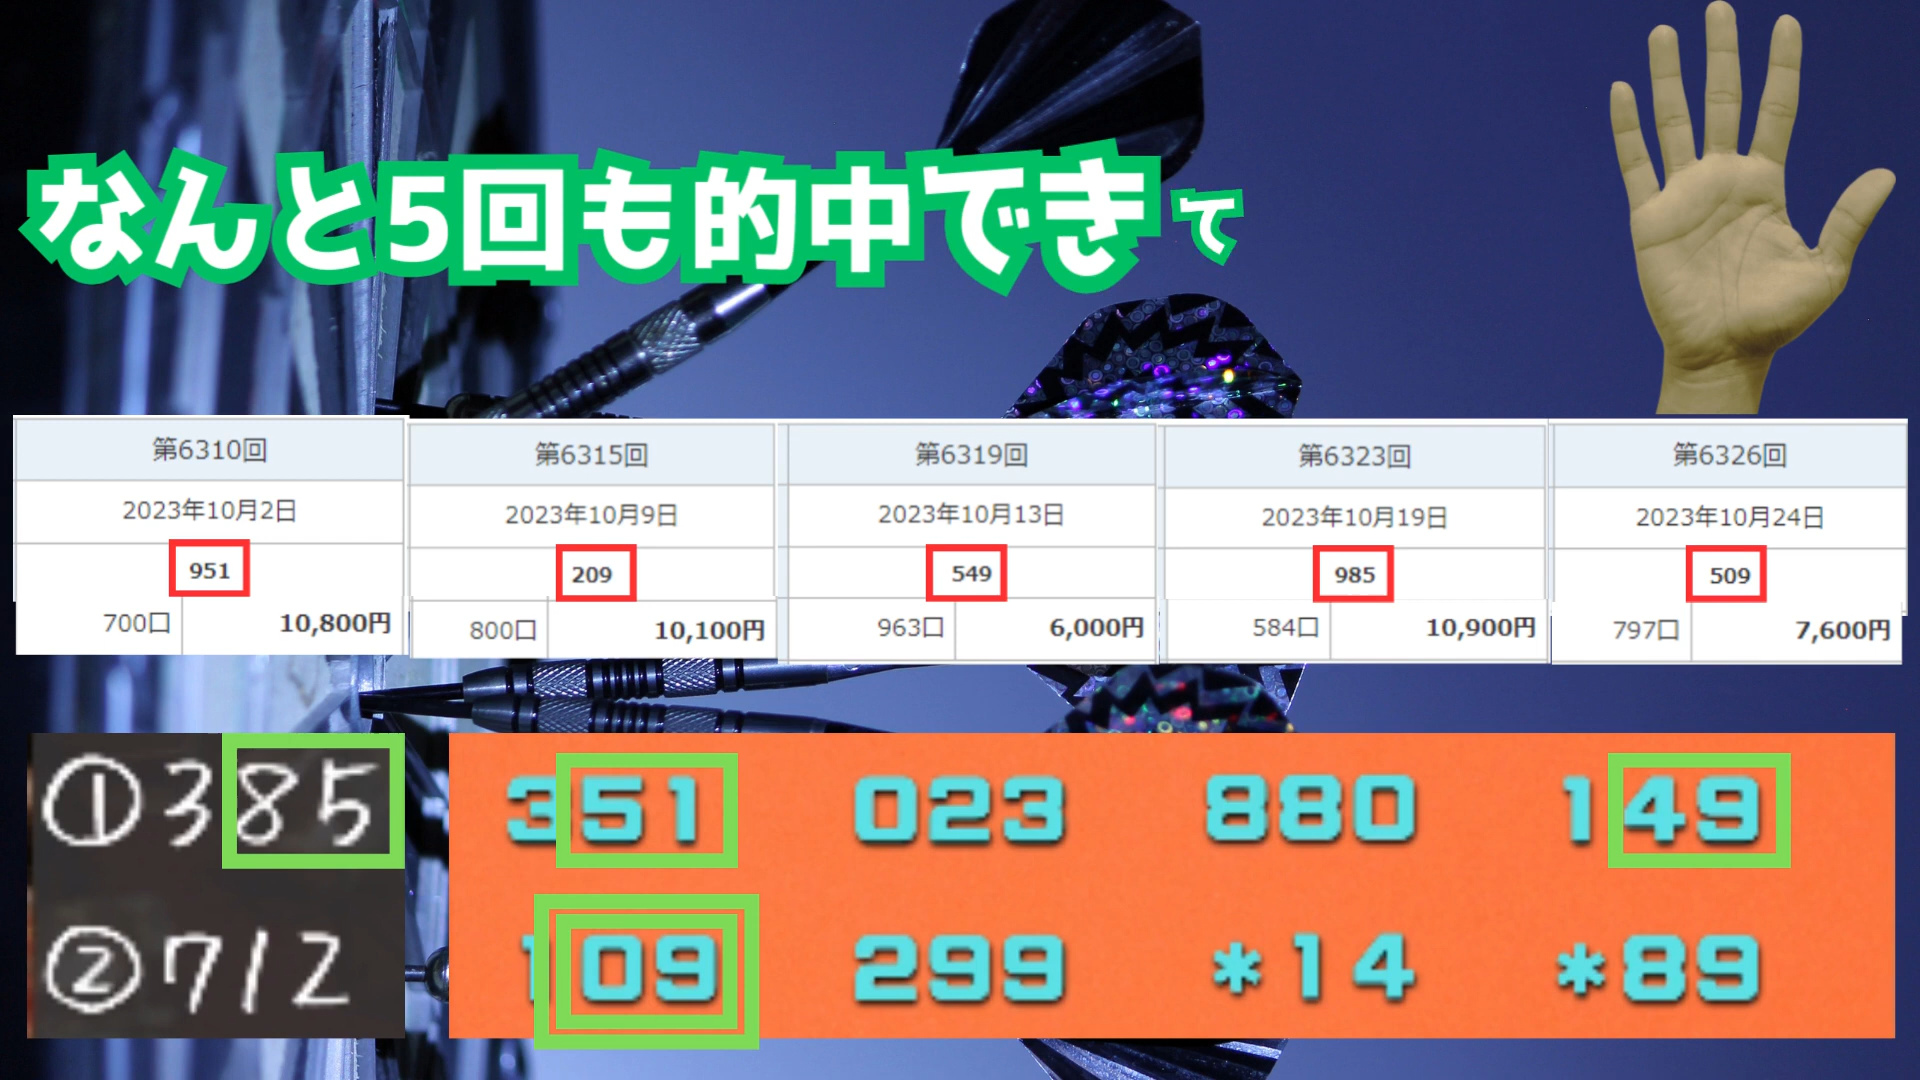 なんと5回も的中できて
第6310回 第6315回 第6319回 第6323回 第6326回
2023年10月2日 2023年10月9日 2023年10月13日 2023年10月19日 2023年10月24日
951 209 549 985 509
700口 10,800円 800口 10,100円 963口 6,000円 584口 10,900円 797口 7,600円
①385 351 023 880 149
②712 109 299 *14 *89